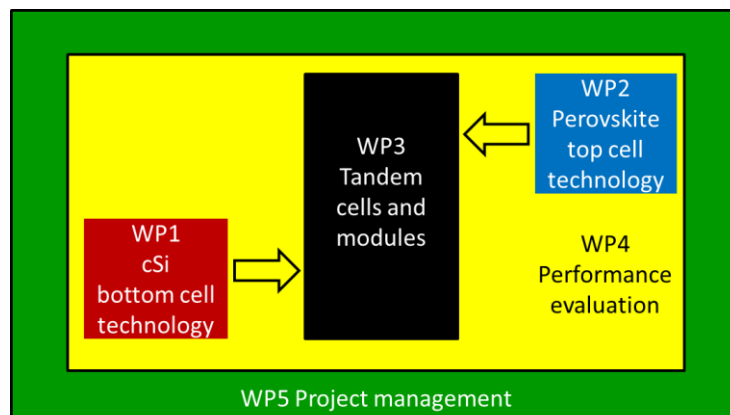 WP1
cSi
bottom cell
technology
WP3
Tandem
cells and
modules
WP2
Perovskite
top cell
technology
WP4
Performance
evaluation
WP5 Project management